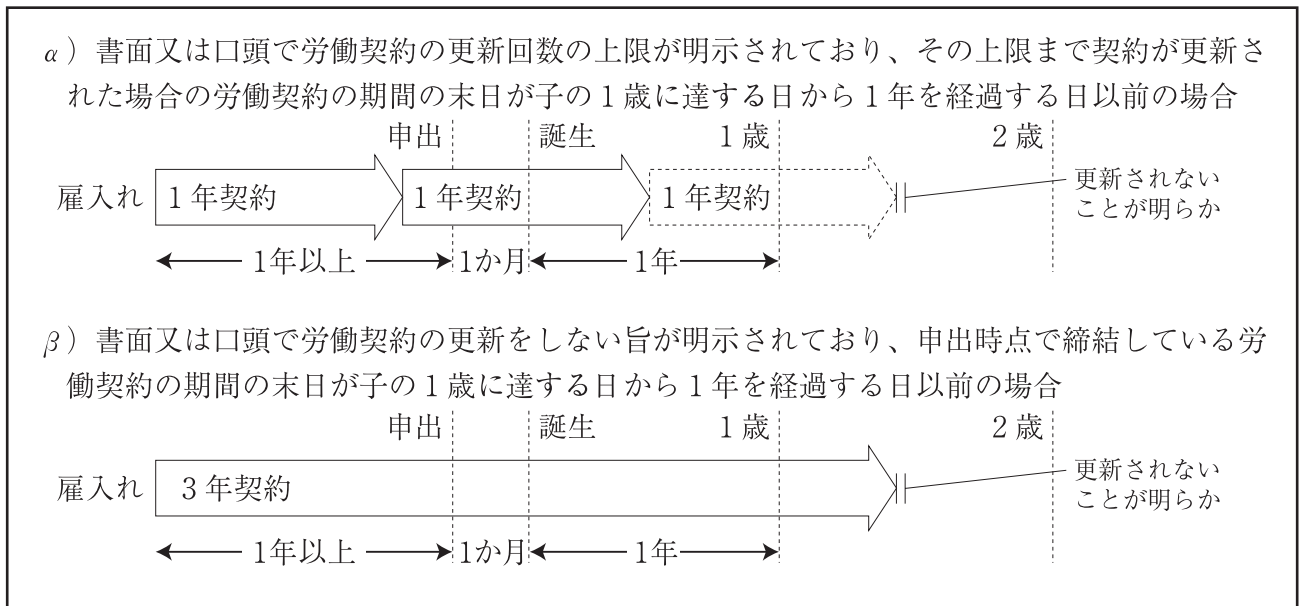 α）書面又は口頭で労働契約の更新回数の上限が明示されており、その上限まで契約が更新さ
れた場合の労働契約の期間の末日が子の１歳に達する日から１年を経過する日以前の場合
申出 誕生 １歳 ２歳
雇入れ １年契約 １年契約 １年契約 更新されない
ことが明らか
1年以上 1か月 1年
β）書面又は口頭で労働契約の更新をしない旨が明示されており、申出時点で締結している労
働契約の期間の末日が子の１歳に達する日から１年を経過する日以前の場合
申出 誕生 １歳 ２歳
雇入れ ３年契約 更新されない
ことが明らか
1年以上 1か月 1年